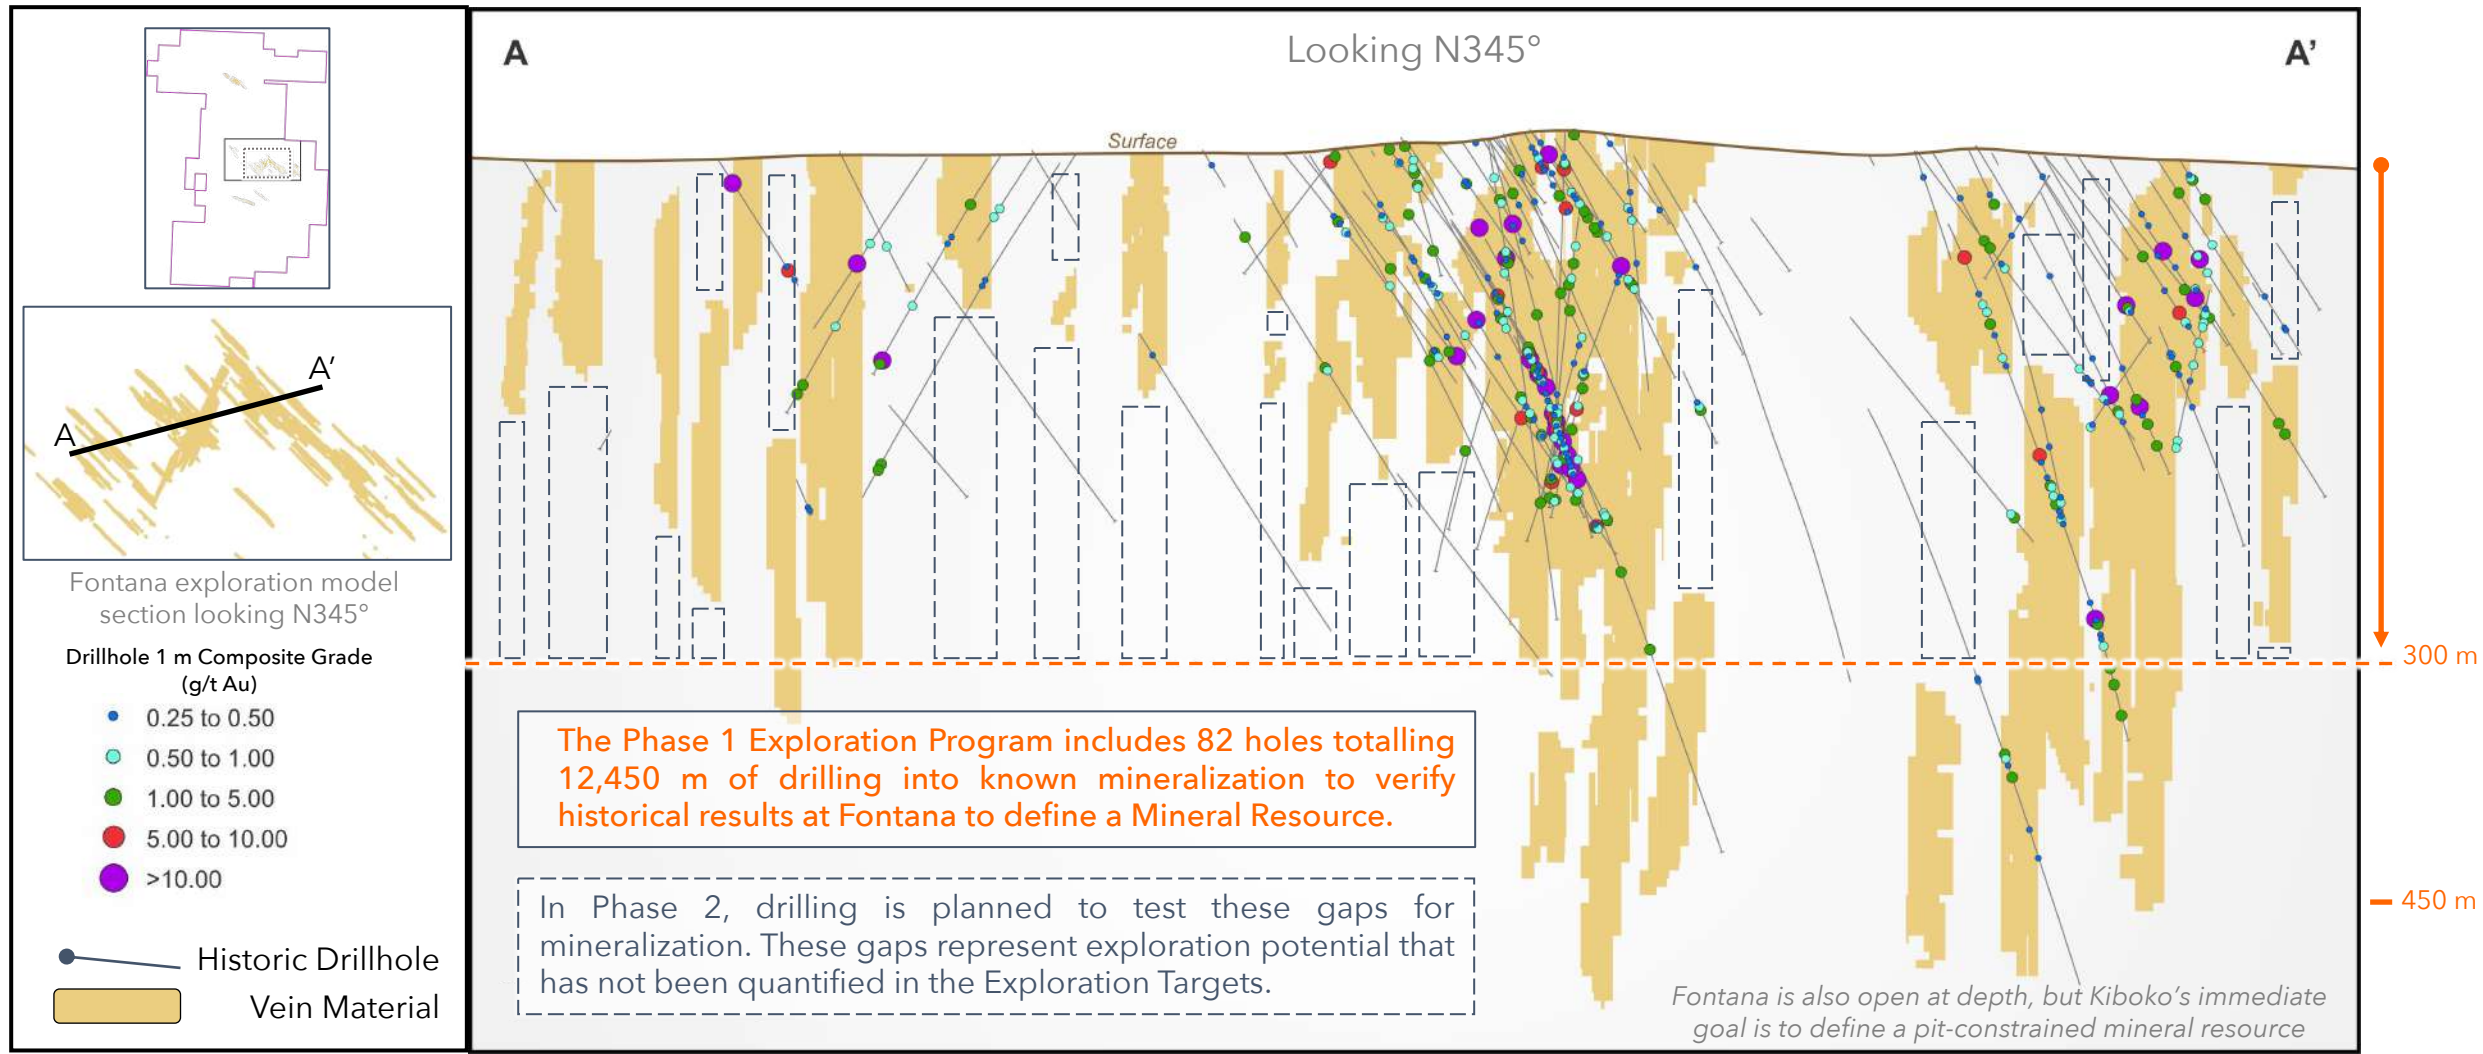 A
A'
Fontana exploration model
section looking N345°
Drillhole 1 m Composite Grade
(g/t Au)
0.25 to 0.50
0.50 to 1.00
1.00 to 5.00
5.00 to 10.00
>10.00
Historic Drillhole
Vein Material
A
Looking N345°
A'
Surface
300 m
450 m
The Phase 1 Exploration Program includes 82 holes totalling
12,450 m of drilling into known mineralization to verify
historical results at Fontana to define a Mineral Resource.
In Phase 2, drilling is planned to test these gaps for
mineralization. These gaps represent exploration potential that
has not been quantified in the Exploration Targets.
Fontana is also open at depth, but Kiboko's immediate
goal is to define a pit-constrained mineral resource